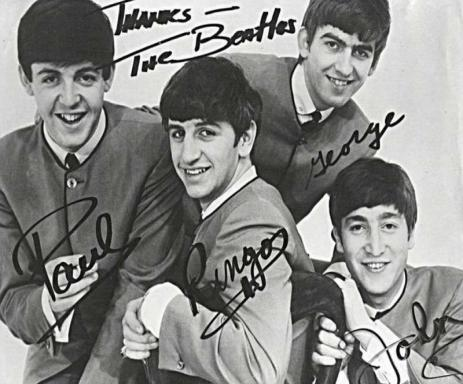 THANKS —
THE BEATLES
George
Paul
Ringo
John